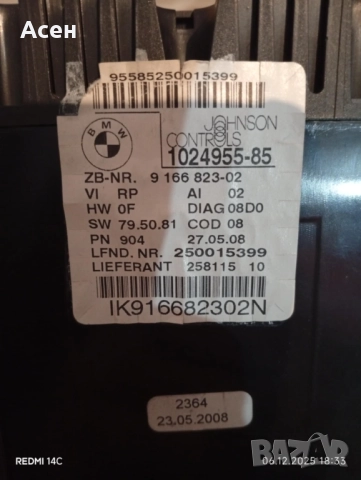 Асен
95585250015399
BMW
JOHNSON
CONTROLS
1024955-85
ZB-NR. 9 166 823-02
VI RP AI 02
HW 0F DIAG 08D0
SW 79.50.81 COD 08
PN 904 27.05.08
LFND. NR. 250015399
LIEFERANT 258115 10
IK916682302N
2364
23.05.2008
REDMI 14C
06.12.2025 18:33
bazar